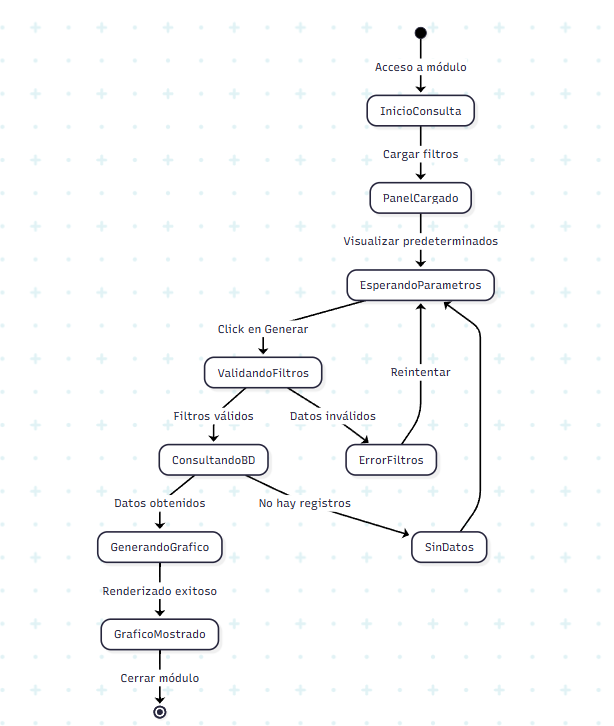 Acceso a módulo
InicioConsulta
Cargar filtros
PanelCargado
Visualizar predeterminados
EsperandoParametros
Click en Generar
ValidandoFiltros
Reintentar
Filtros válidos
Datos inválidos
ConsultandoBD
ErrorFiltros
Datos obtenidos
No hay registros
GenerandoGrafico
SinDatos
Renderizado exitoso
GraficoMostrado
Cerrar módulo